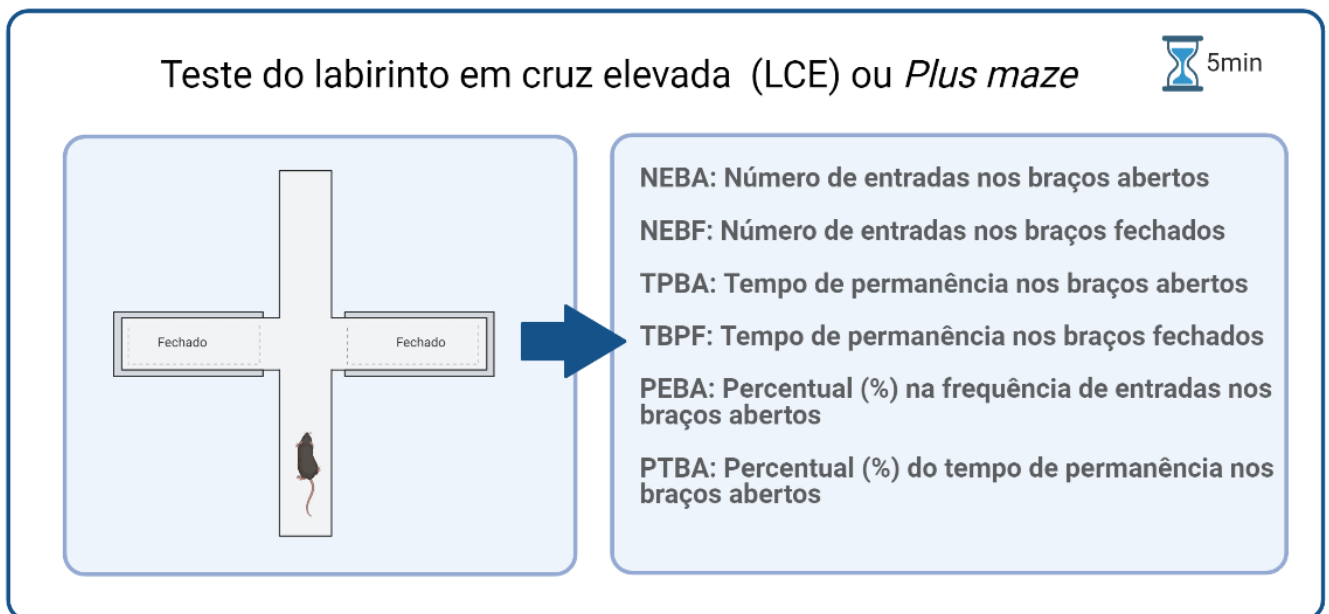 Teste do labirinto em cruz elevada (LCE) ou Plus maze
5min
Fechado
Fechado
NEBA: Número de entradas nos braços abertos
NEBF: Número de entradas nos braços fechados
TPBA: Tempo de permanência nos braços abertos
TBPF: Tempo de permanência nos braços fechados
PEBA: Percentual (%) na frequência de entradas nos
braços abertos
PTBA: Percentual (%) do tempo de permanência nos
braços abertos